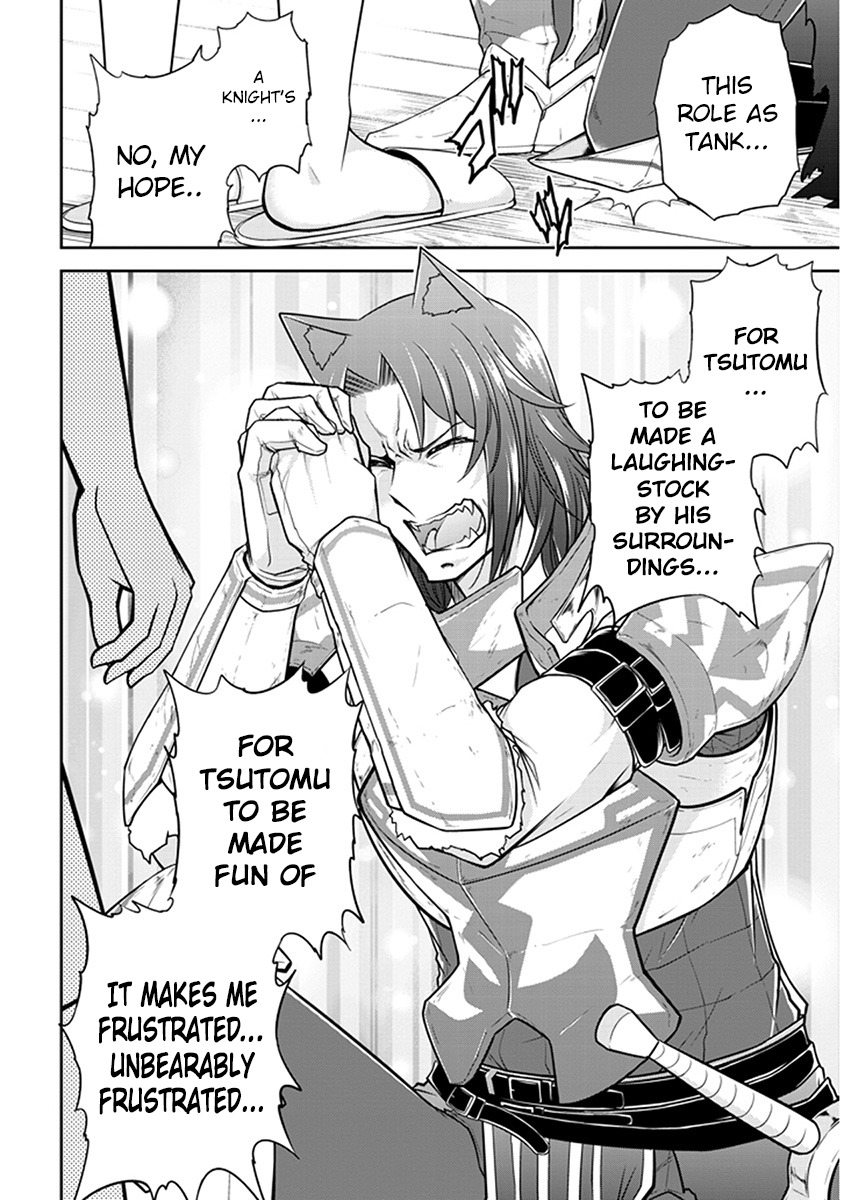 THIS
ROLE AS
TANK...
A
KNIGHT'S
...
NO, MY
HOPE..
FOR
TSUTOMU
...
TO BE
MADE A
LAUGHING-
STOCK
BY HIS
SURROUN-
DINGS...
FOR
TSUTOMU
TO BE
MADE
FUN OF
IT MAKES ME
FRUSTRATED...
UNBEARABLY
FRUSTRATED...